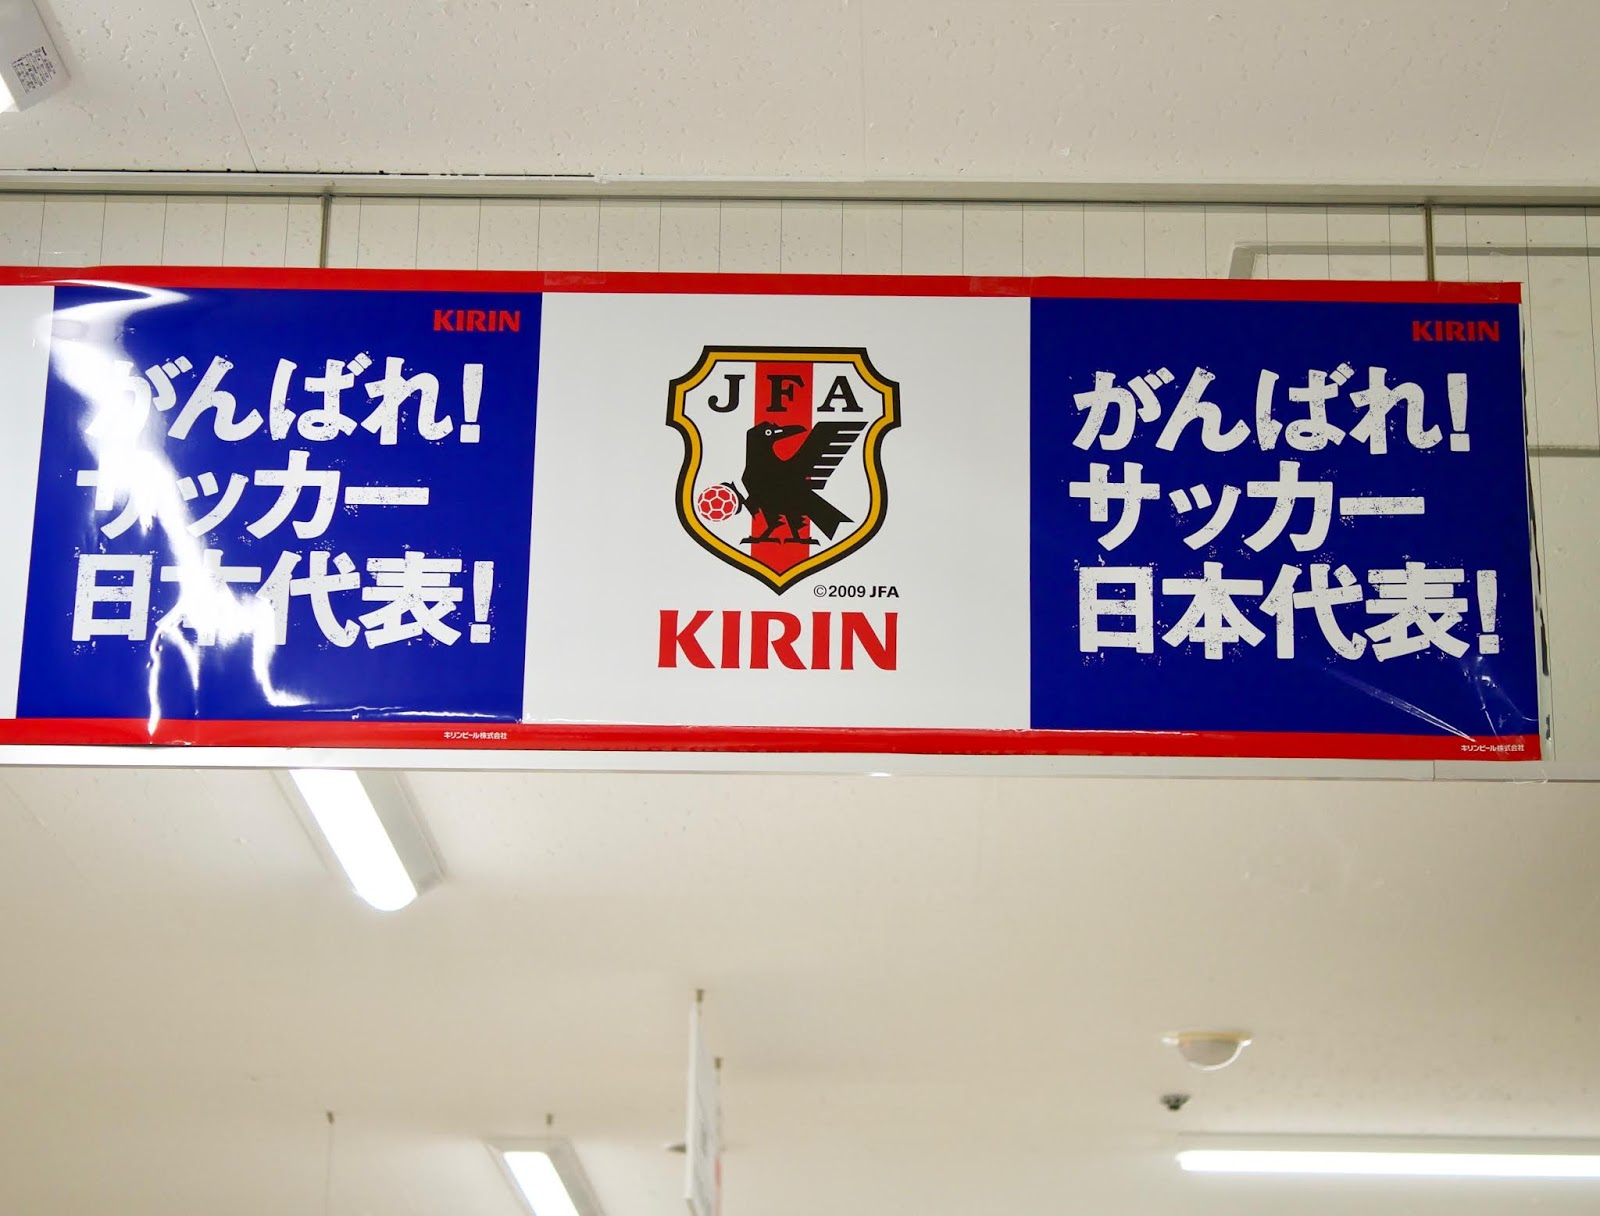 KIRIN
がんばれ!
サッカー
日本代表!
キリンビール株式会社
JFA
©2009 JFA
KIRIN
KIRIN
がんばれ!
サッカー
日本代表!
キリンビール株式会社